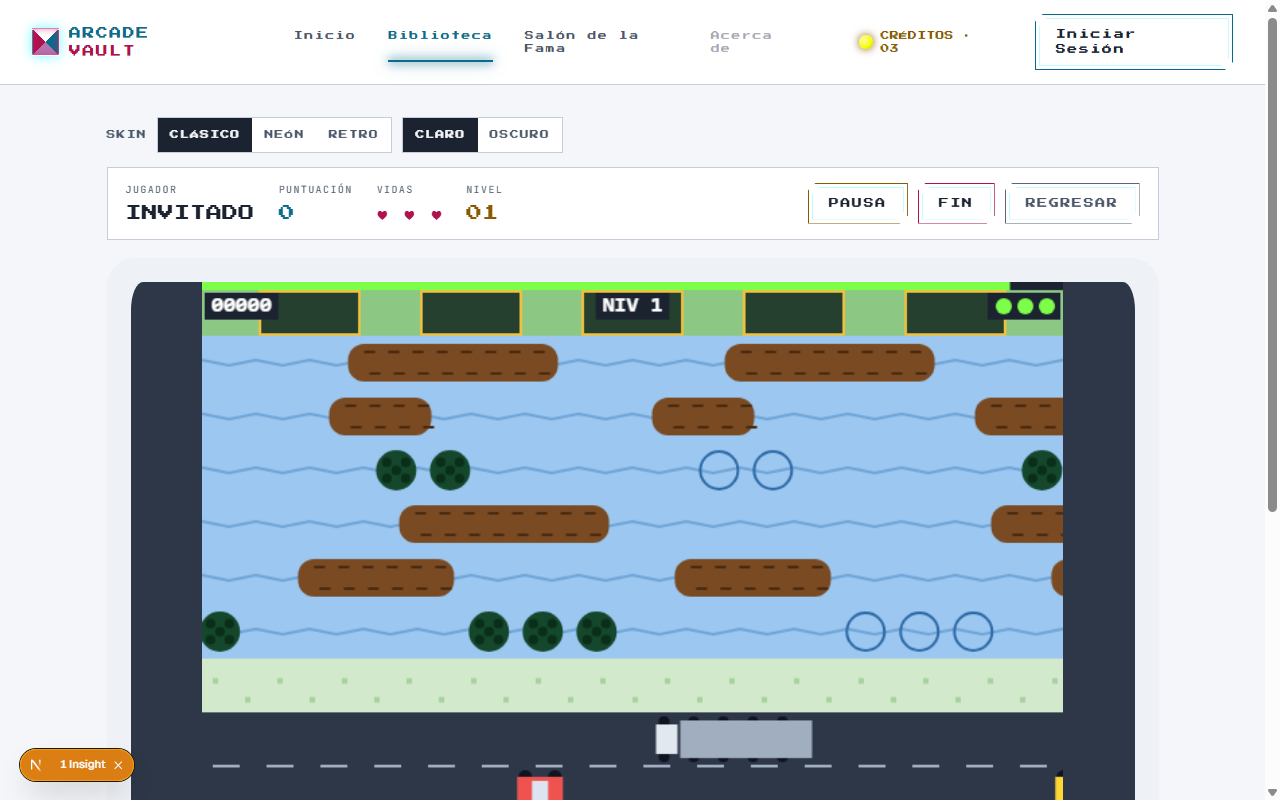 ARCADE
VAULT
Inicio
Biblioteca
Salón de la
Fama
Acerca
de
CRéDITOS ·
03
Iniciar
Sesión
SKIN
CLáSICO
NEóN
RETRO
CLARO
OSCURO
JUGADOR
INVITADO
PUNTUACIÓN
0
VIDAS
NIVEL
01
PAUSA
FIN
REGRESAR
00000
NIV 1
N
1 Insight